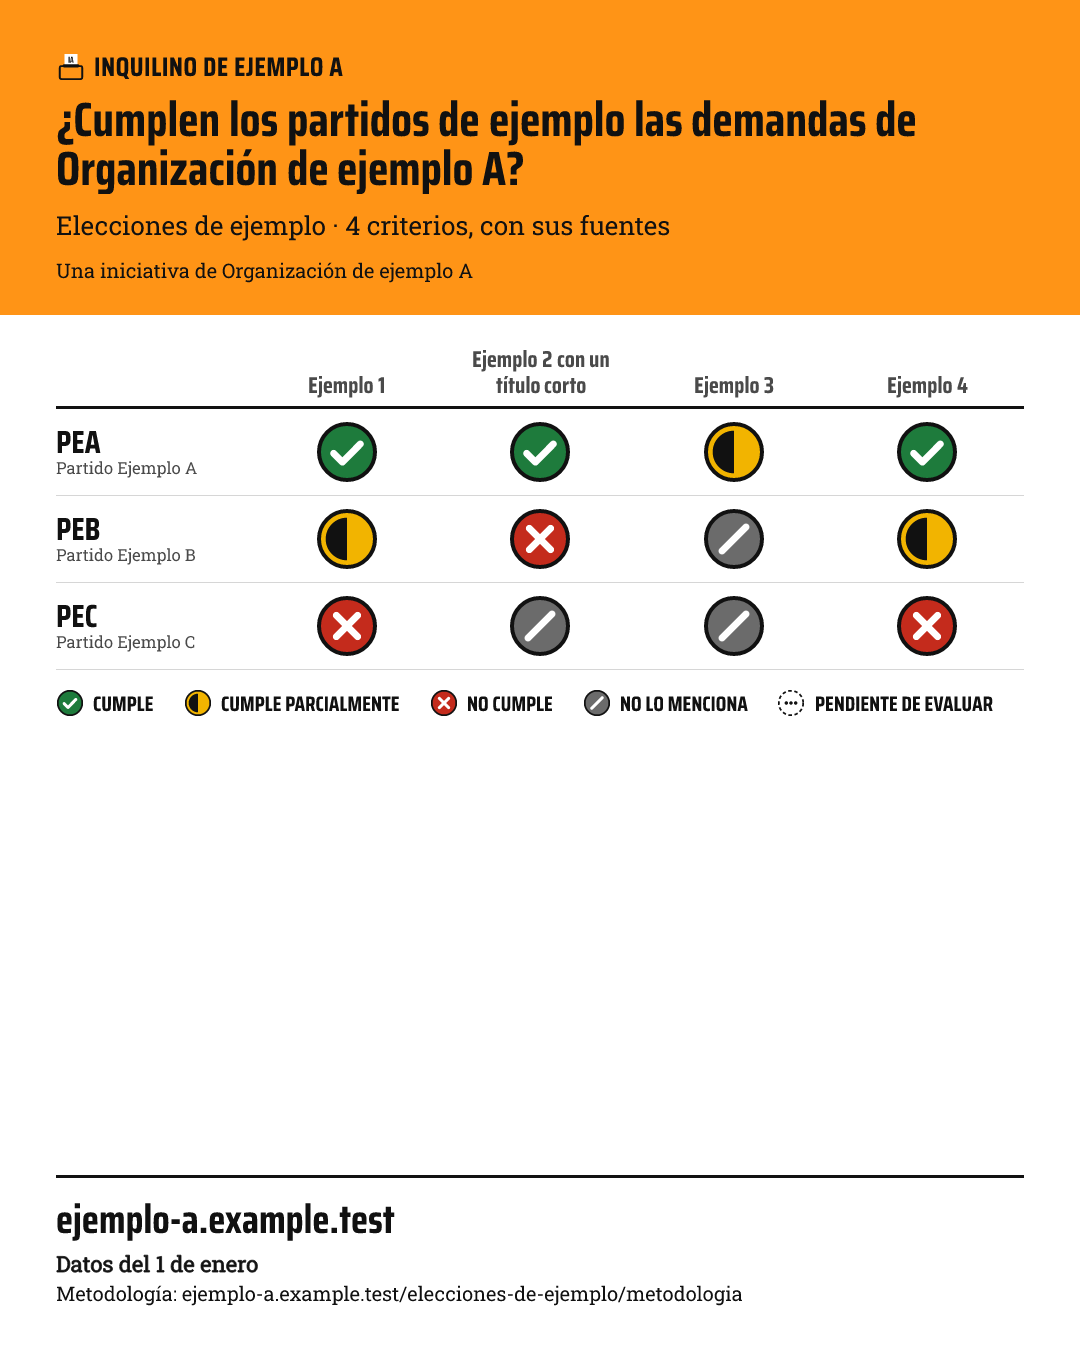 INQUILINO DE EJEMPLO A
¿Cumplen los partidos de ejemplo las demandas de
Organización de ejemplo A?
Elecciones de ejemplo · 4 criterios, con sus fuentes
Una iniciativa de Organización de ejemplo A
Ejemplo 1
Ejemplo 2 con un
título corto
Ejemplo 3
Ejemplo 4
PEA
Partido Ejemplo A
PEB
Partido Ejemplo B
PEC
Partido Ejemplo C
CUMPLE
CUMPLE PARCIALMENTE
NO CUMPLE
NO LO MENCIONA
PENDIENTE DE EVALUAR
ejemplo-a.example.test
Datos del 1 de enero
Metodología: ejemplo-a.example.test/elecciones-de-ejemplo/metodologia